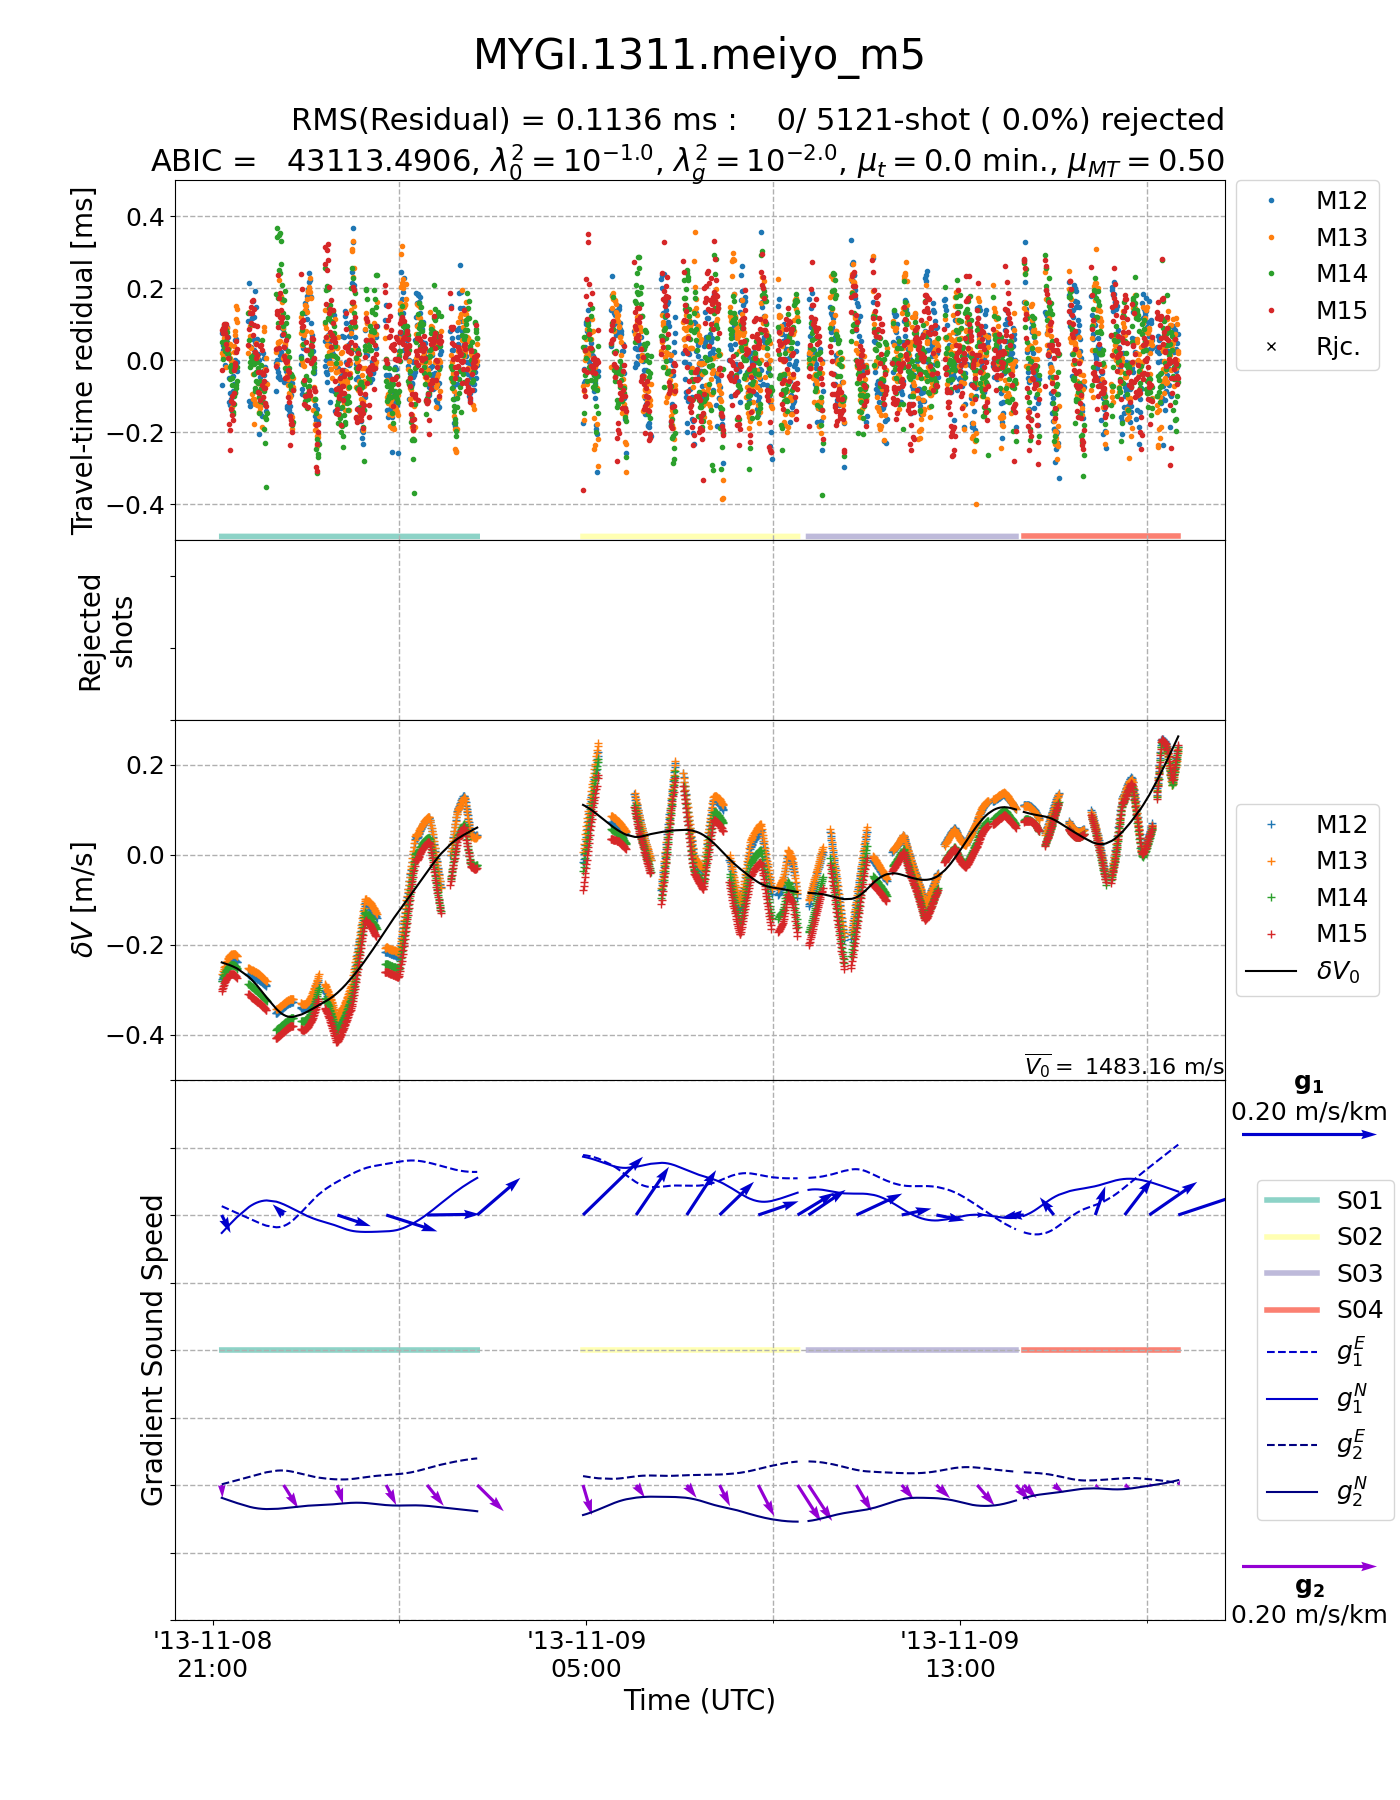 MYGI.1311.meiyo_m5
RMS(Residual) = 0.1136 ms :    0/ 5121-shot ( 0.0%) rejected
ABIC =   43113.4906, λ₀² = 10⁻¹·⁰, λ_g² = 10⁻²·⁰, μ_t = 0.0 min., μ_MT = 0.50
Travel-time redidual [ms]
0.4
0.2
0.0
−0.2
−0.4
M12
M13
M14
M15
Rjc.
Rejected
shots
δV [m/s]
0.2
0.0
−0.2
−0.4
M12
M13
M14
M15
δV₀
V̅₀ = 1483.16 m/s
Gradient Sound Speed
g₁
0.20 m/s/km
S01
S02
S03
S04
g₁ᴱ
g₁ᴺ
g₂ᴱ
g₂ᴺ
g₂
0.20 m/s/km
'13-11-08
21:00
'13-11-09
05:00
'13-11-09
13:00
Time (UTC)